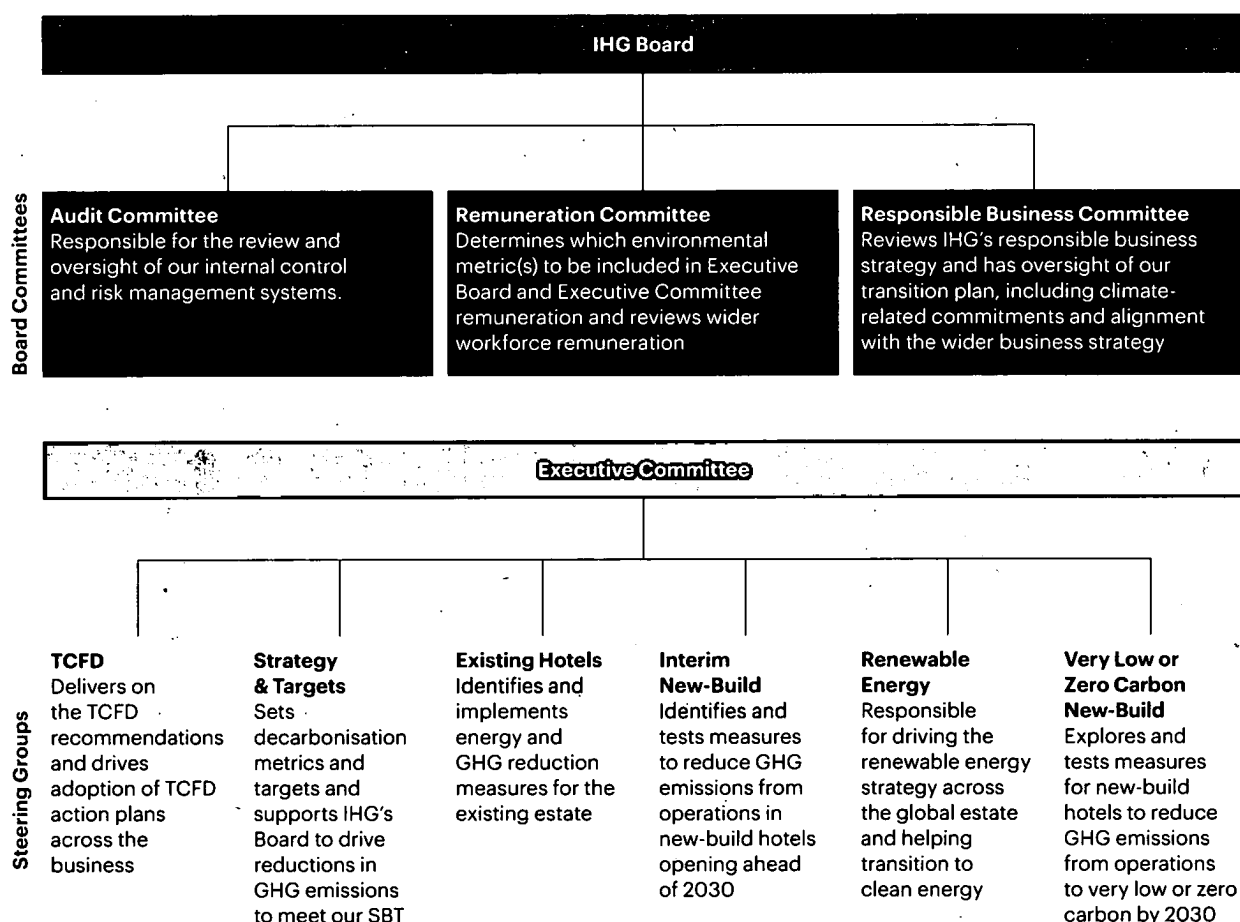 IHG Board
Board Committees
Audit Committee
Responsible for the review and
oversight of our internal control
and risk management systems.
Remuneration Committee
Determines which environmental
metric(s) to be included in Executive
Board and Executive Committee
remuneration and reviews wider
workforce remuneration
Responsible Business Committee
Reviews IHG's responsible business
strategy and has oversight of our
transition plan, including climate-
related commitments and alignment
with the wider business strategy
Executive Committee
Steering Groups
TCFD
Delivers on
the TCFD
recommendations
and drives
adoption of TCFD
action plans
across the
business
Strategy
& Targets
Sets
decarbonisation
metrics and
targets and
supports IHG's
Board to drive
reductions in
GHG emissions
to meet our SBT
Existing Hotels
Identifies and
implements
energy and
GHG reduction
measures for the
existing estate
Interim
New-Build
Identifies and
tests measures
to reduce GHG
emissions from
operations in
new-build hotels
opening ahead
of 2030
Renewable
Energy
Responsible
for driving the
renewable energy
strategy across
the global estate
and helping
transition to
clean energy
Very Low or
Zero Carbon
New-Build
Explores and
tests measures
for new-build
hotels to reduce
GHG emissions
from operations
to very low or zero
carbon by 2030